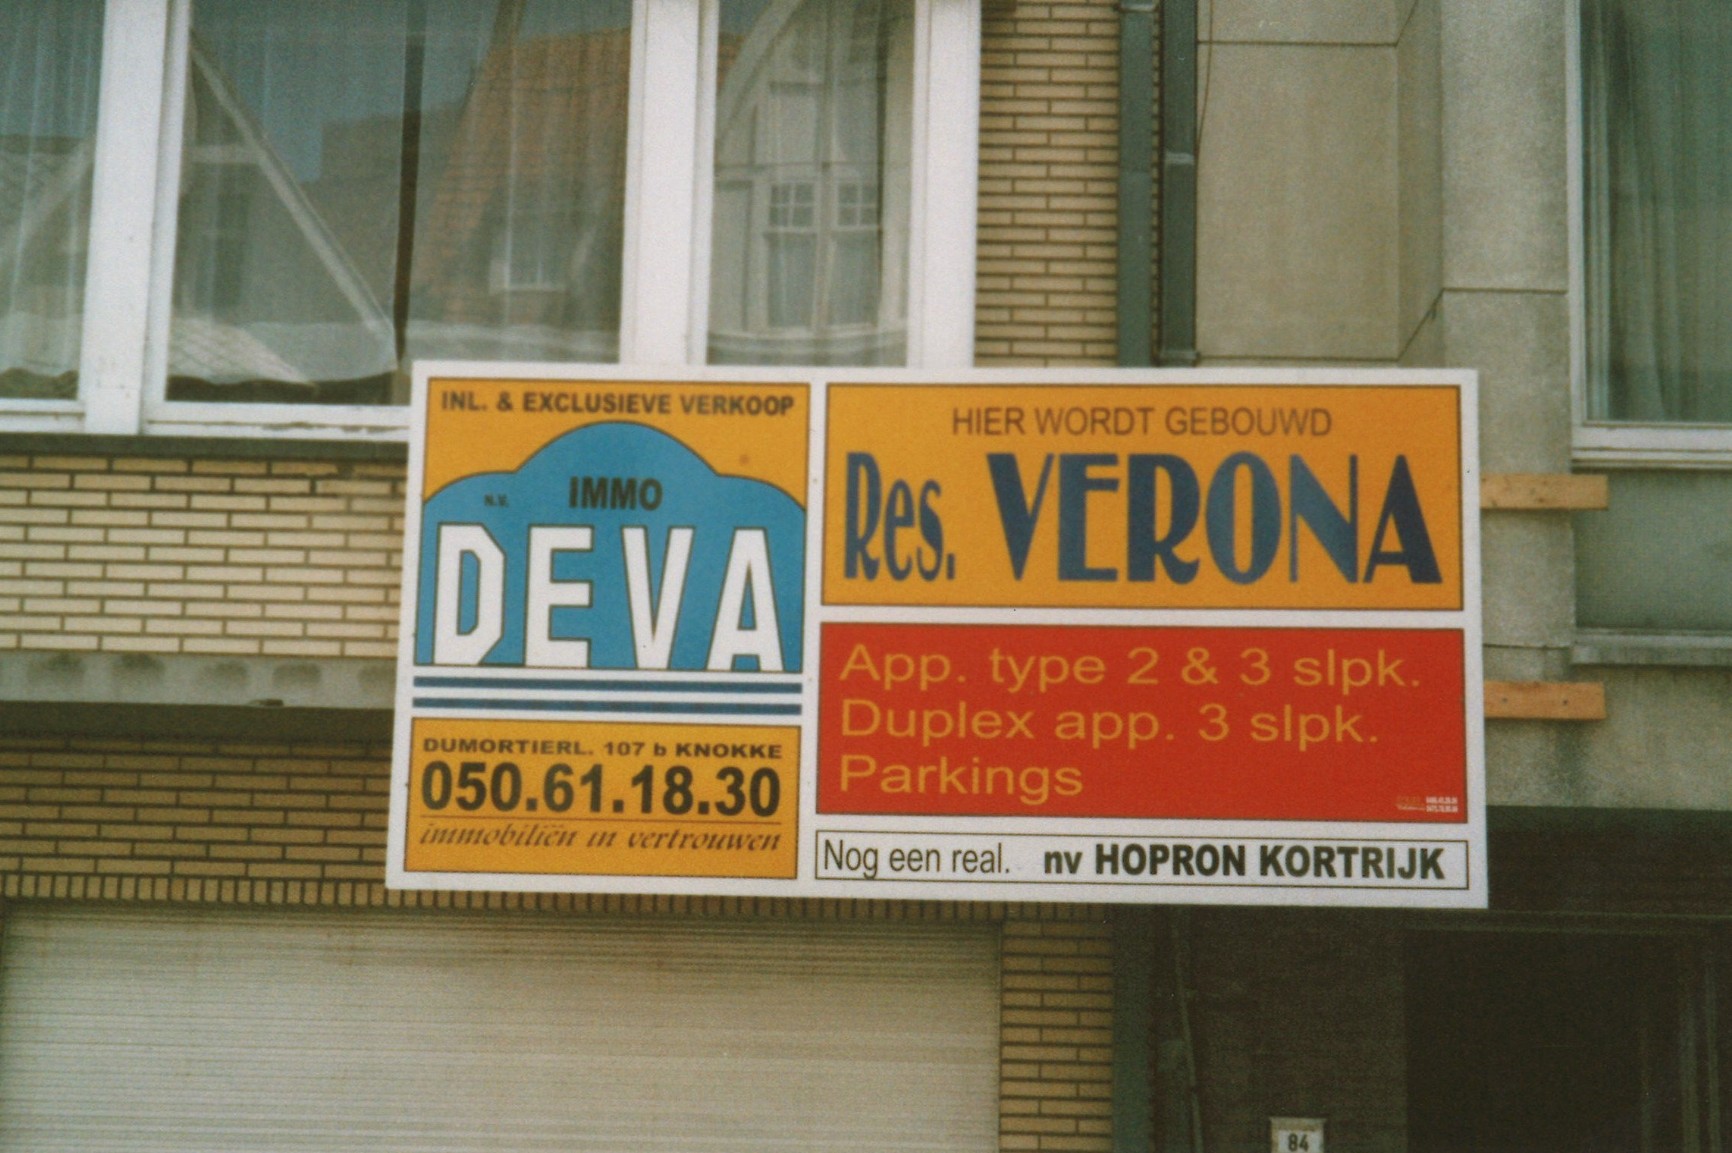 INL. & EXCLUSIEVE VERKOOP
N.V. IMMO
DEVA
DUMORTIERL. 107 b KNOKKE
050.61.18.30
immobiliën in vertrouwen
HIER WORDT GEBOUWD
Res. VERONA
App. type 2 & 3 slpk.
Duplex app. 3 slpk.
Parkings
Nog een real. nv HOPRON KORTRIJK
84